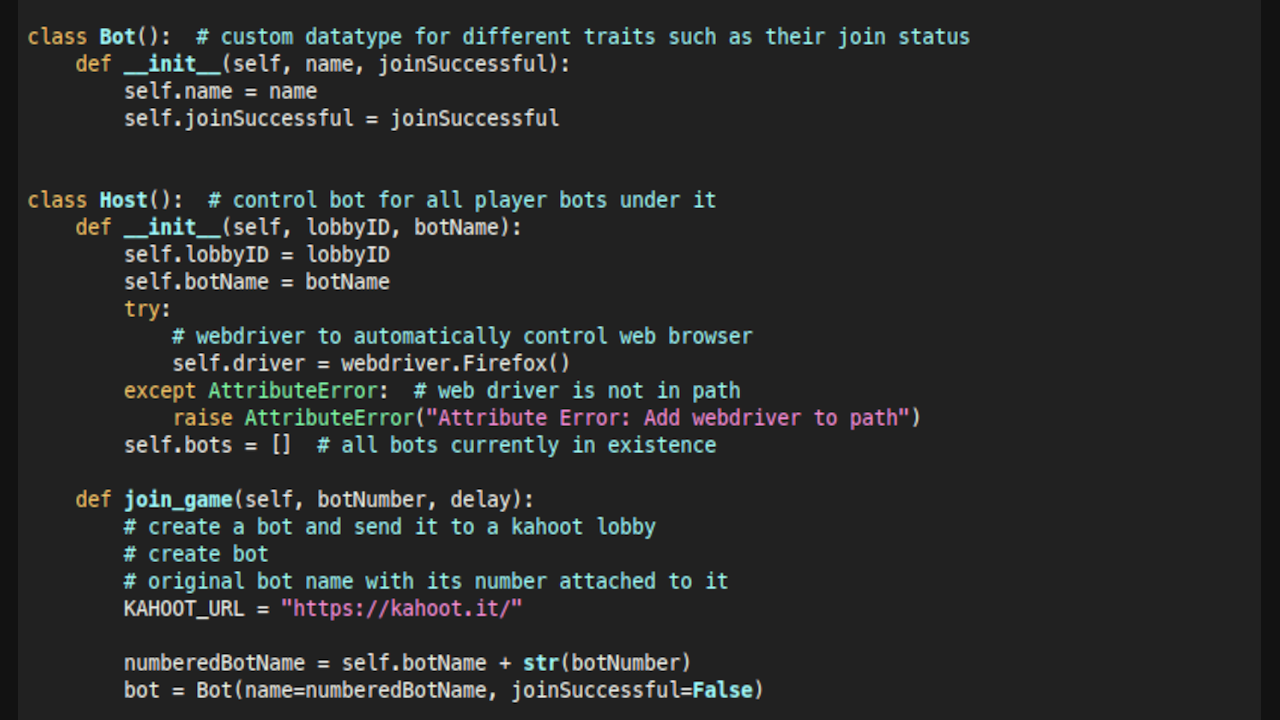 class Bot():  # custom datatype for different traits such as their join status
    def __init__(self, name, joinSuccessful):
        self.name = name
        self.joinSuccessful = joinSuccessful
class Host():  # control bot for all player bots under it
    def __init__(self, lobbyID, botName):
        self.lobbyID = lobbyID
        self.botName = botName
        try:
            # webdriver to automatically control web browser
            self.driver = webdriver.Firefox()
        except AttributeError:  # web driver is not in path
            raise AttributeError("Attribute Error: Add webdriver to path")
        self.bots = []  # all bots currently in existence
    def join_game(self, botNumber, delay):
        # create a bot and send it to a kahoot lobby
        # create bot
        # original bot name with its number attached to it
        KAHOOT_URL = "https://kahoot.it/"
        numberedBotName = self.botName + str(botNumber)
        bot = Bot(name=numberedBotName, joinSuccessful=False)